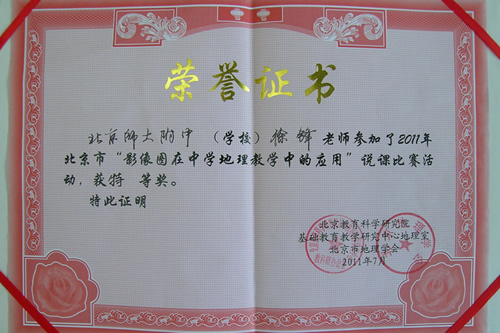 荣誉证书
北京师大附中（学校）徐锋老师参加了2011年
北京市“影像图在中学地理教学中的应用”说课比赛活
动，获特 等奖。
特此证明
北京教育科学研究院
基础教育教学研究中心地理室
北京市地理学会
2011年7月